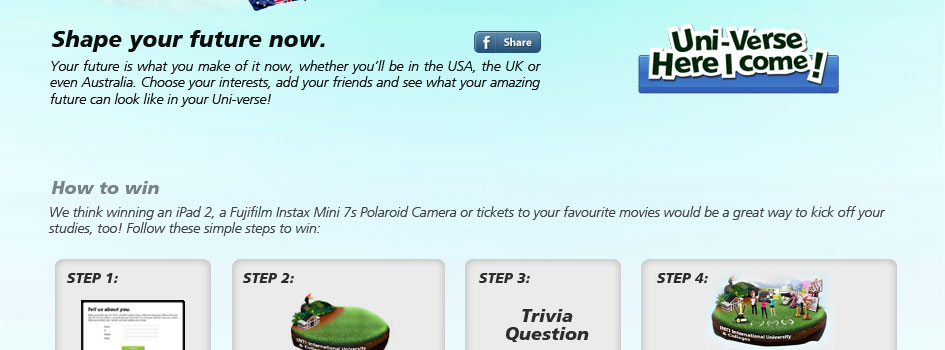 Shape your future now.
f Share
Uni-Verse
Here I come!
Your future is what you make of it now, whether you'll be in the USA, the UK or
even Australia. Choose your interests, add your friends and see what your amazing
future can look like in your Uni-verse!
How to win
We think winning an iPad 2, a Fujifilm Instax Mini 7s Polaroid Camera or tickets to your favourite movies would be a great way to kick off your
studies, too! Follow these simple steps to win:
STEP 1:
Tell us about you.
STEP 2:
INTI International University
& Colleges
STEP 3:
Trivia
Question
STEP 4:
INTI International University
& Colleges